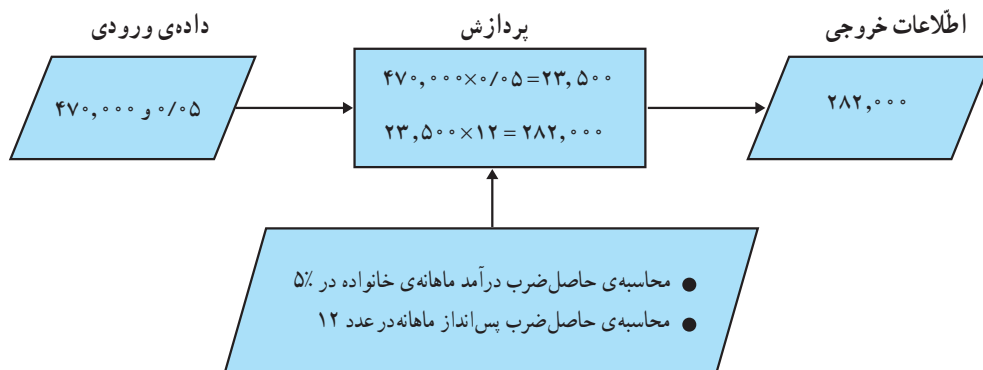 داده‌ی ورودی
پردازش
اطّلاعات خروجی
۴۷۰,۰۰۰ و ۰/۰۵
۴۷۰,۰۰۰×۰/۰۵=۲۳,۵۰۰
۲۳,۵۰۰×۱۲=۲۸۲,۰۰۰
۲۸۲,۰۰۰
● محاسبه‌ی حاصل‌ضرب درآمد ماهانه‌ی خانواده در ۵٪
● محاسبه‌ی حاصل‌ضرب پس‌انداز ماهانه در عدد ۱۲